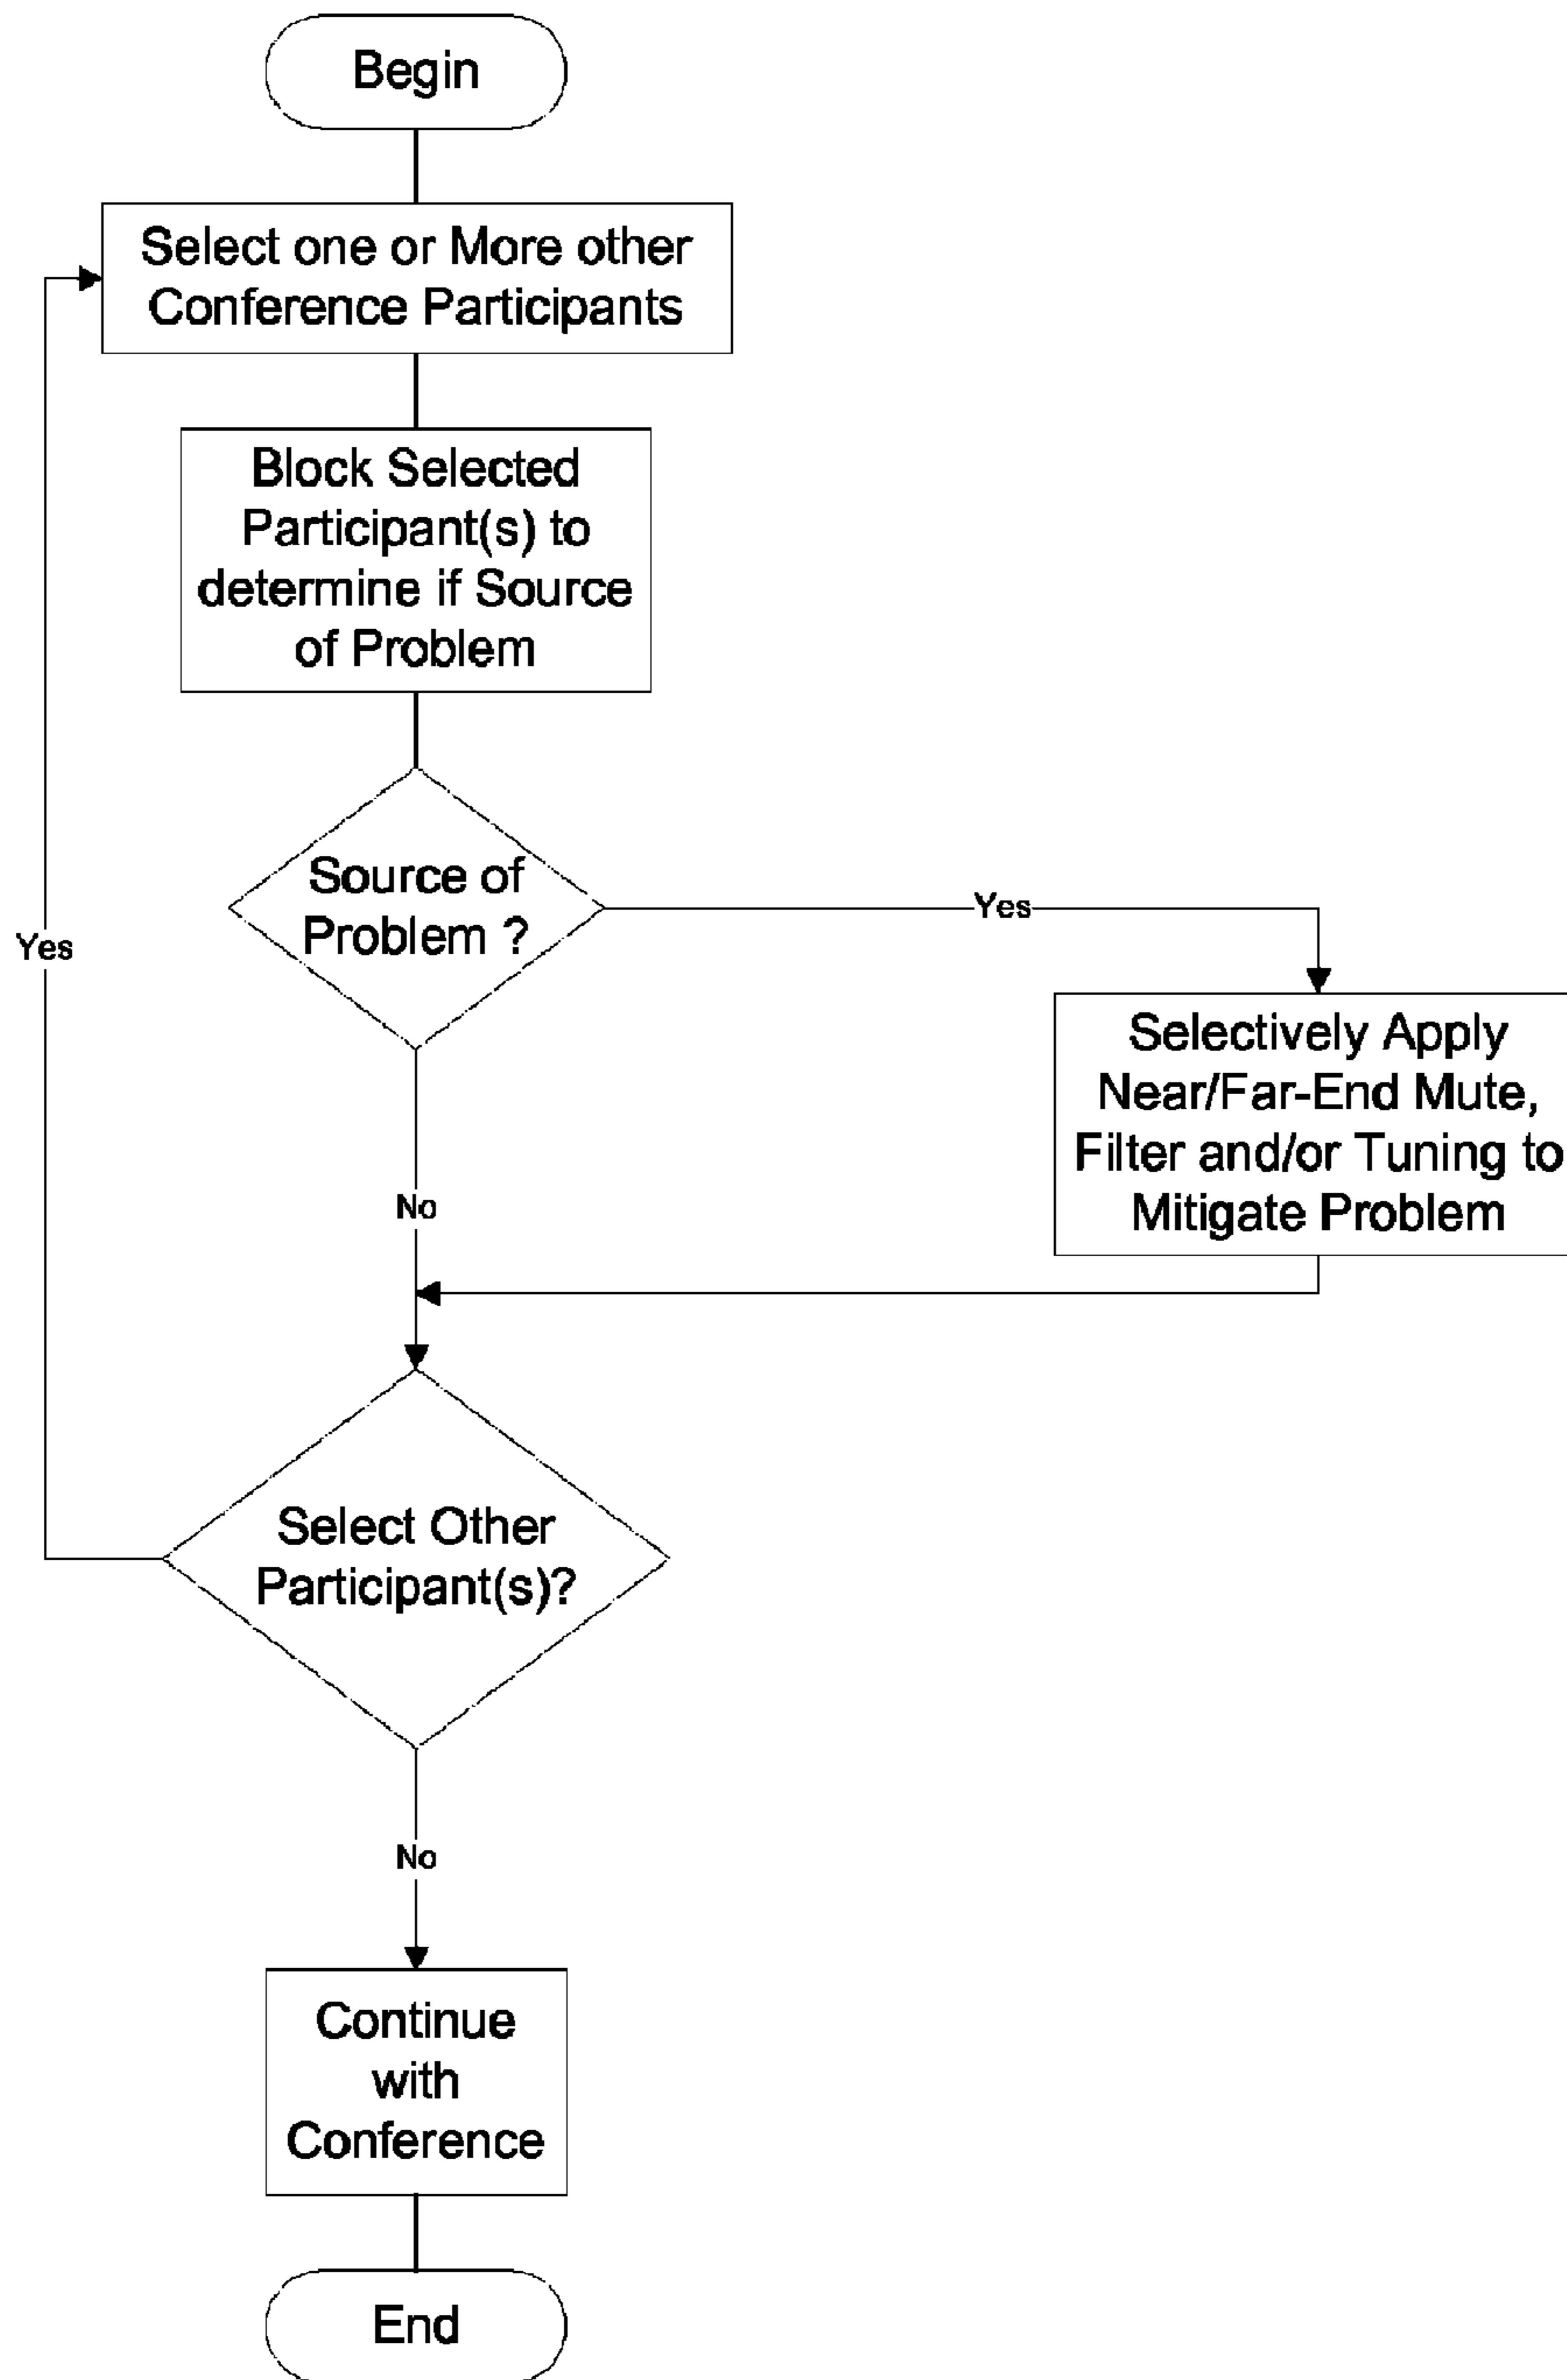 Begin
Select one or More other
Conference Participants
Block Selected
Participant(s) to
determine if Source
of Problem
Source of
Problem ?
Yes
Yes
Selectively Apply
Near/Far-End Mute,
Filter and/or Tuning to
Mitigate Problem
No
Select Other
Participant(s)?
No
Continue
with
Conference
End